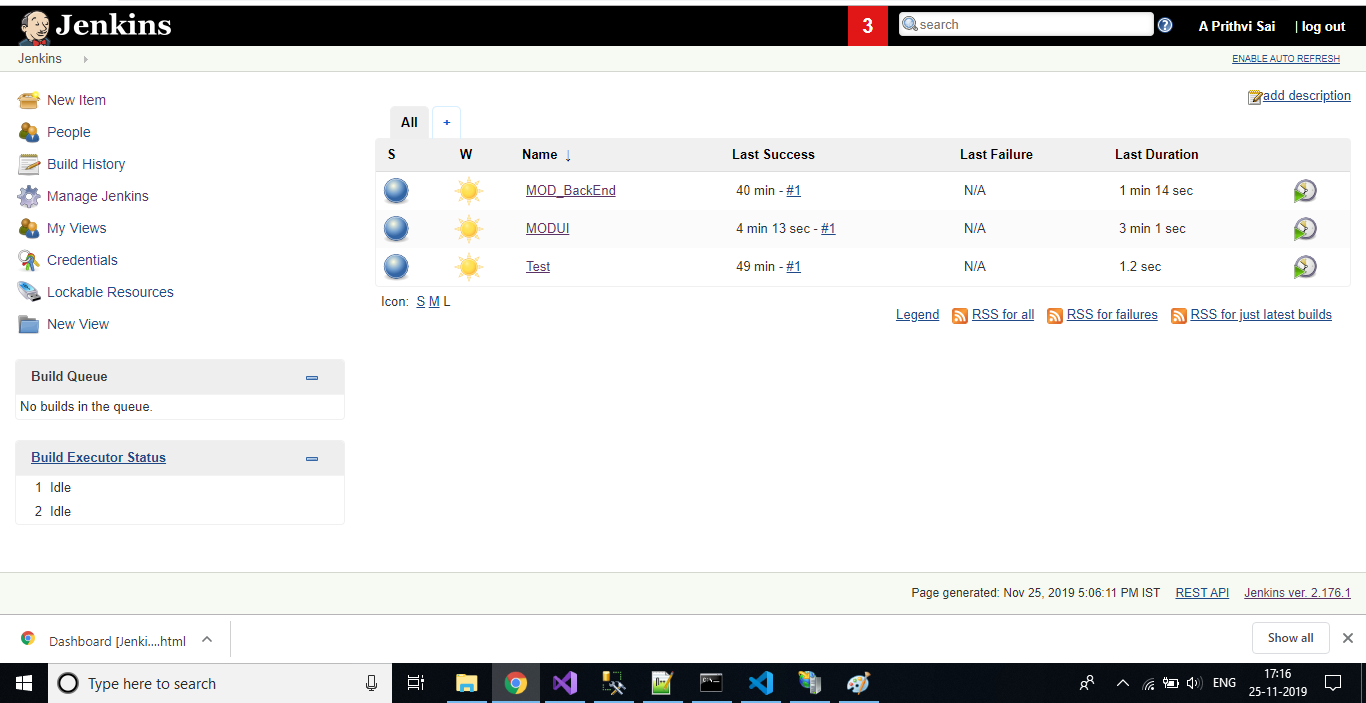 Jenkins
3
search
A Prithvi Sai
| log out
Jenkins
ENABLE AUTO REFRESH
New Item
People
Build History
Manage Jenkins
My Views
Credentials
Lockable Resources
New View
Build Queue
No builds in the queue.
Build Executor Status
1 Idle
2 Idle
add description
All +
S W Name ↓ Last Success Last Failure Last Duration
MOD_BackEnd 40 min - #1 N/A 1 min 14 sec
MODUI 4 min 13 sec - #1 N/A 3 min 1 sec
Test 49 min - #1 N/A 1.2 sec
Icon: S M L
Legend RSS for all RSS for failures RSS for just latest builds
Page generated: Nov 25, 2019 5:06:11 PM IST REST API Jenkins ver. 2.176.1
Dashboard [Jenki....html
Show all
Type here to search
ENG
17:16
25-11-2019